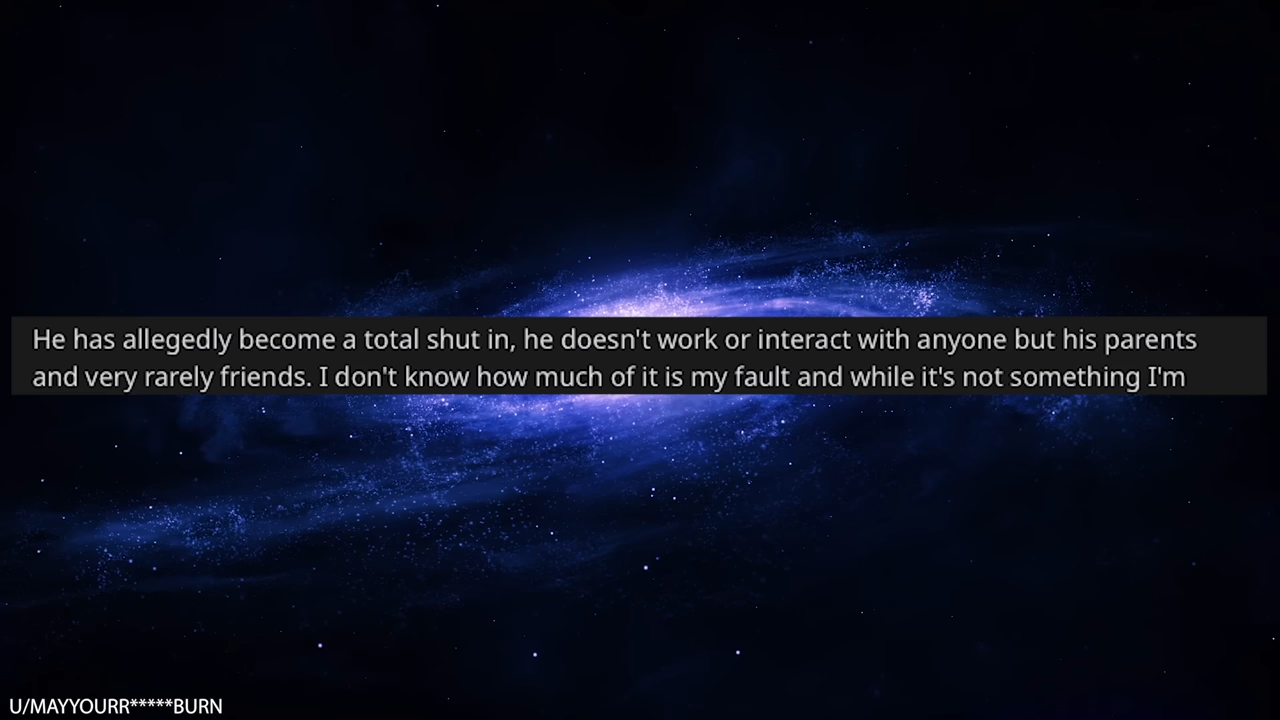 He has allegedly become a total shut in, he doesn't work or interact with anyone but his parents
and very rarely friends. I don't know how much of it is my fault and while it's not something I'm
U/MAYYOURR*****BURN